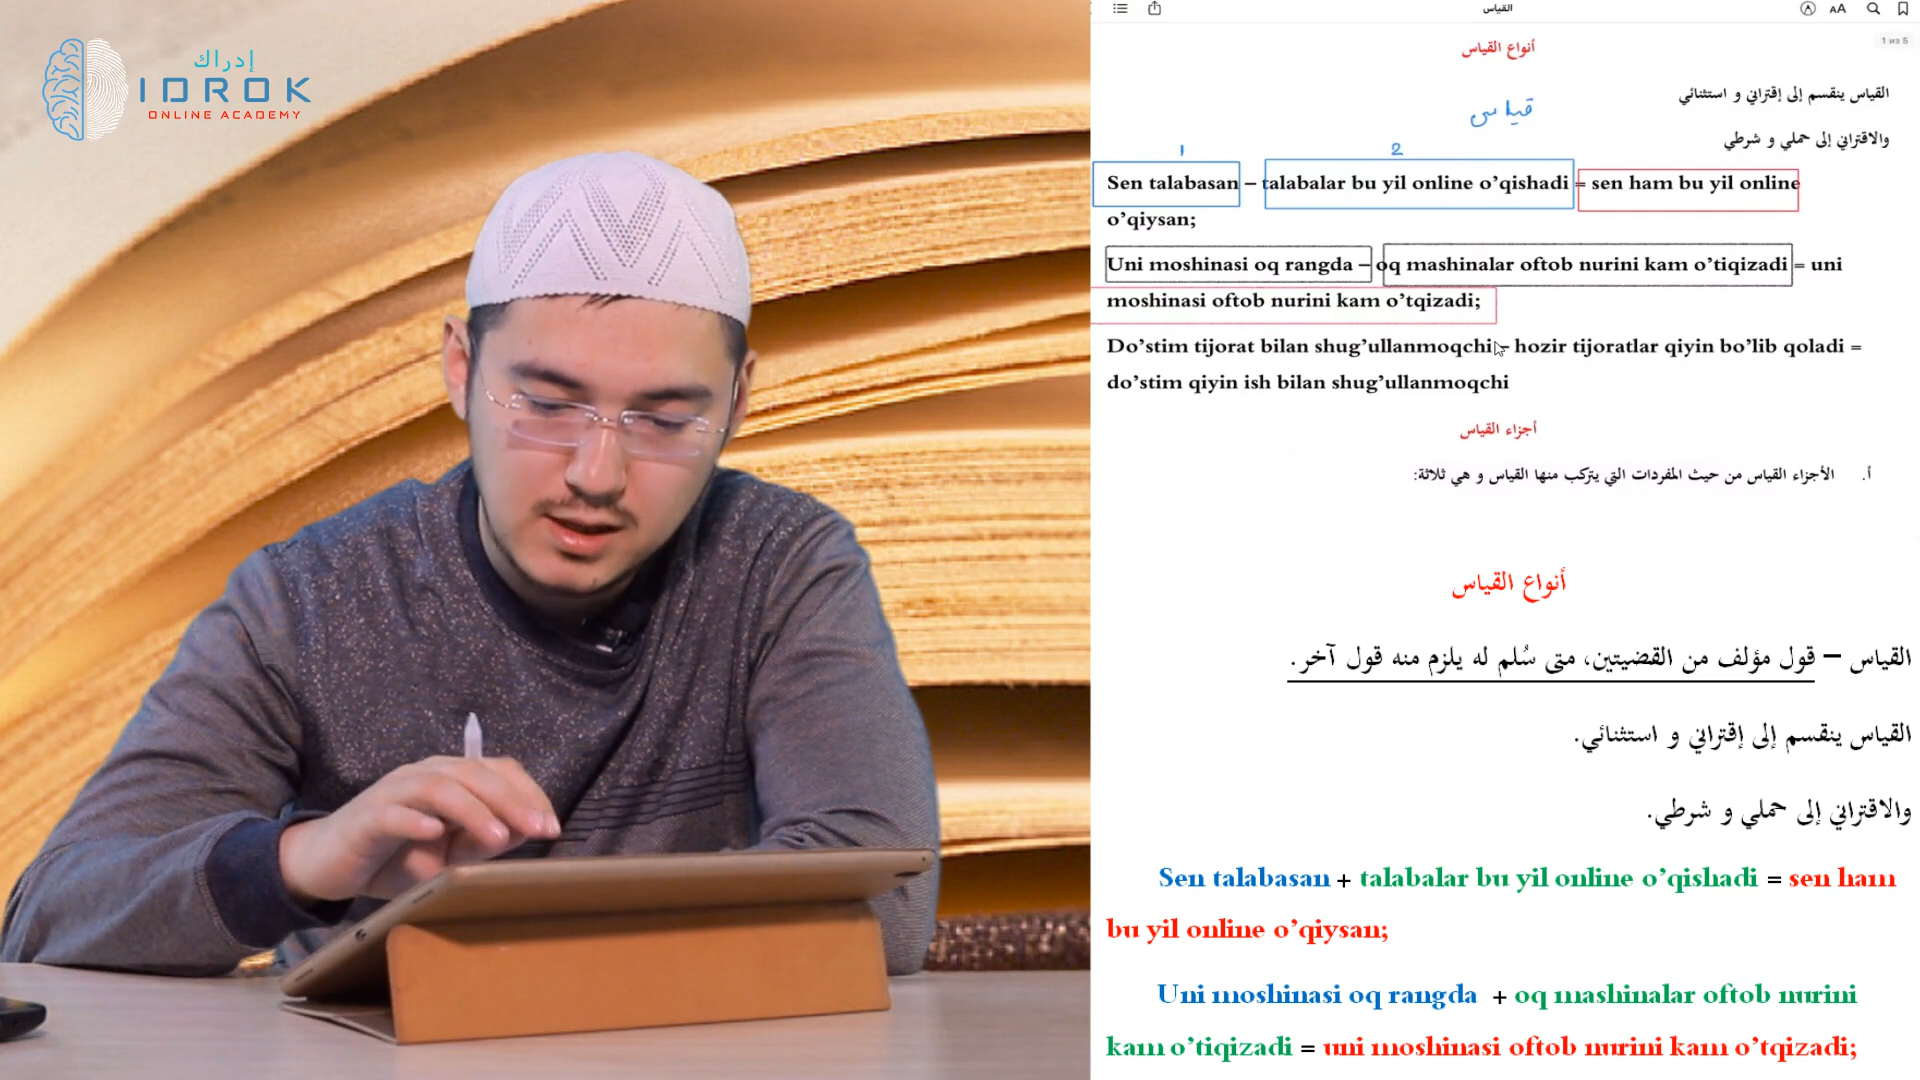 إدراك
IDROK
ONLINE ACADEMY
القياس
AA
1 из 5
أنواع القياس
القياس ينقسم إلى إقتراني و استثنائي
قياس
والاقتراني إلى حملي و شرطي
1 2
Sen talabasan – talabalar bu yil online o’qishadi = sen ham bu yil online
o’qiysan;
Uni moshinasi oq rangda – oq mashinalar oftob nurini kam o’tiqizadi = uni
moshinasi oftob nurini kam o’tqizadi;
Do’stim tijorat bilan shug’ullanmoqchi – hozir tijoratlar qiyin bo’lib qoladi =
do’stim qiyin ish bilan shug’ullanmoqchi
أجزاء القياس
أ. الأجزاء القياس من حيث المفردات التي يتركب منها القياس و هي ثلاثة:
أنواع القياس
القياس – قول مؤلف من القضيتين، متى سُلم له يلزم منه قول آخر.
القياس ينقسم إلى إقتراني و استثنائي.
والاقتراني إلى حملي و شرطي.
Sen talabasan + talabalar bu yil online o’qishadi = sen ham
bu yil online o’qiysan;
Uni moshinasi oq rangda + oq mashinalar oftob nurini
kam o’tiqizadi = uni moshinasi oftob nurini kam o’tqizadi;